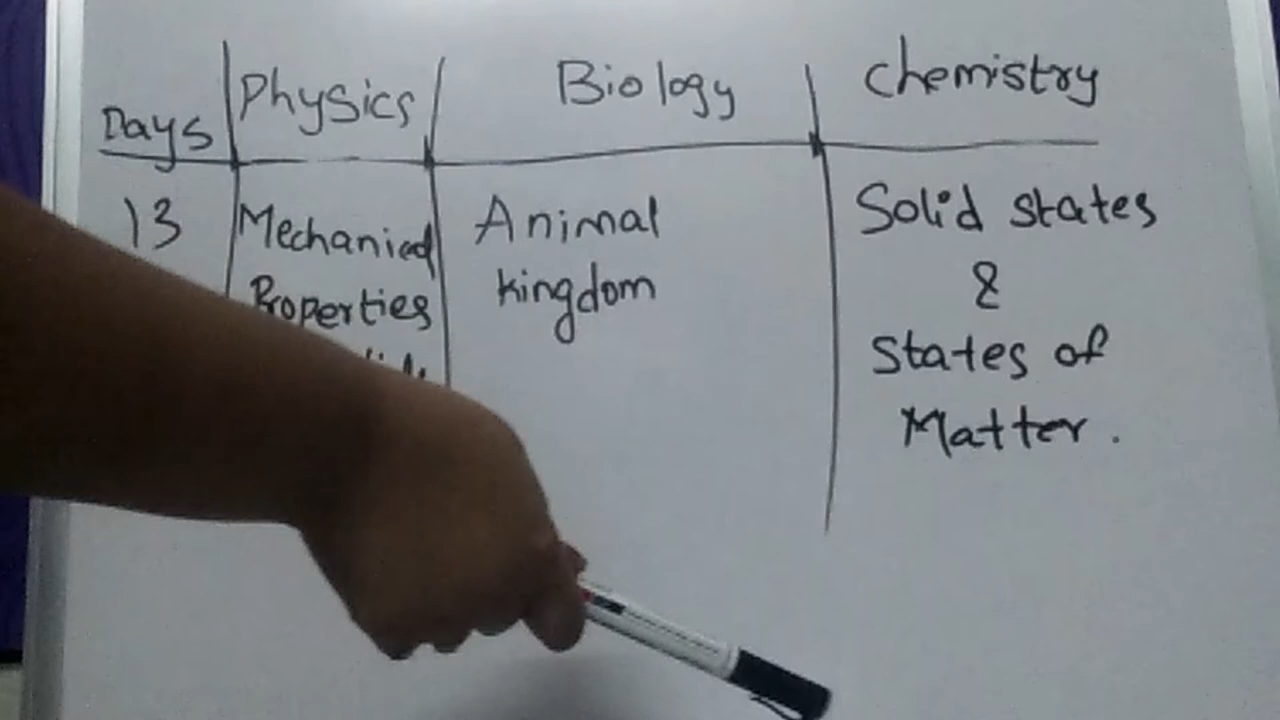 Days Physics Biology Chemistry
13 Mechanical Animal Solid states
Properties kingdom &
States of
Matter.